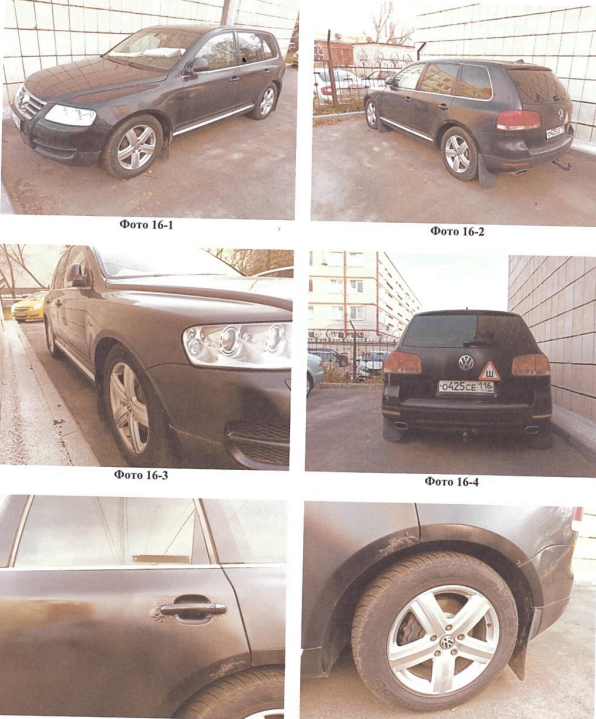 Фото 16-1
Фото 16-2
Фото 16-3
Фото 16-4
Ш
О425СЕ 116